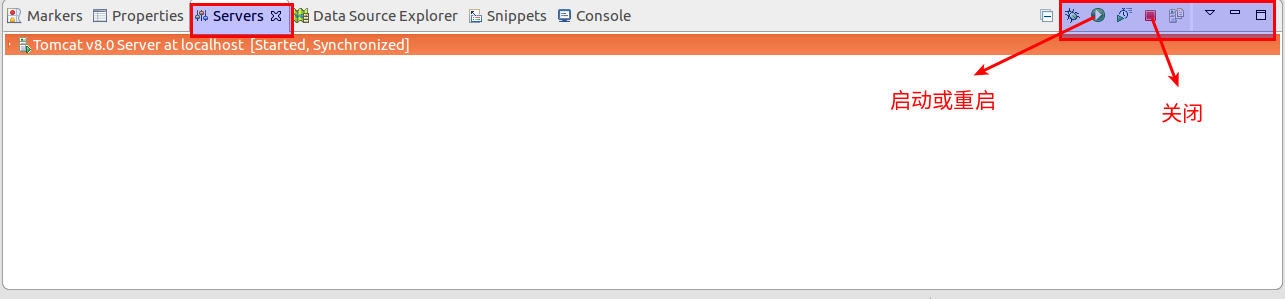 Markers Properties Servers Data Source Explorer Snippets Console
Tomcat v8.0 Server at localhost [Started, Synchronized]
启动或重启
关闭